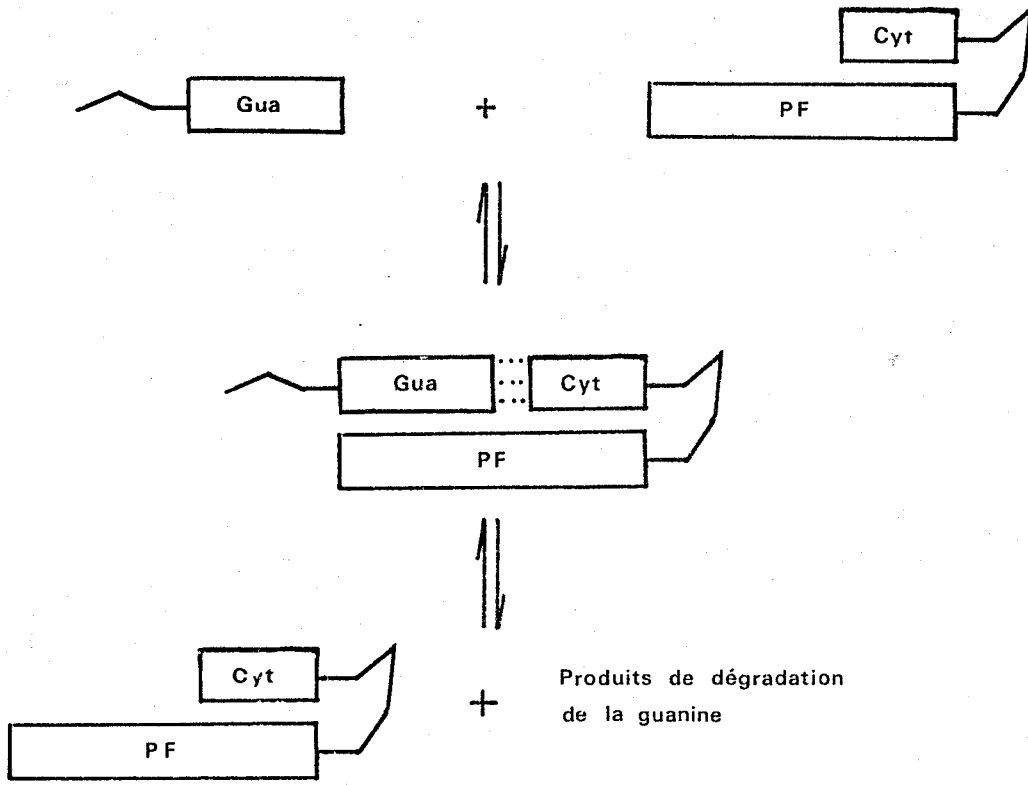 Cyt
Gua
+
PF
Gua
Cyt
PF
Cyt
+
Produits de dégradation
de la guanine
PF